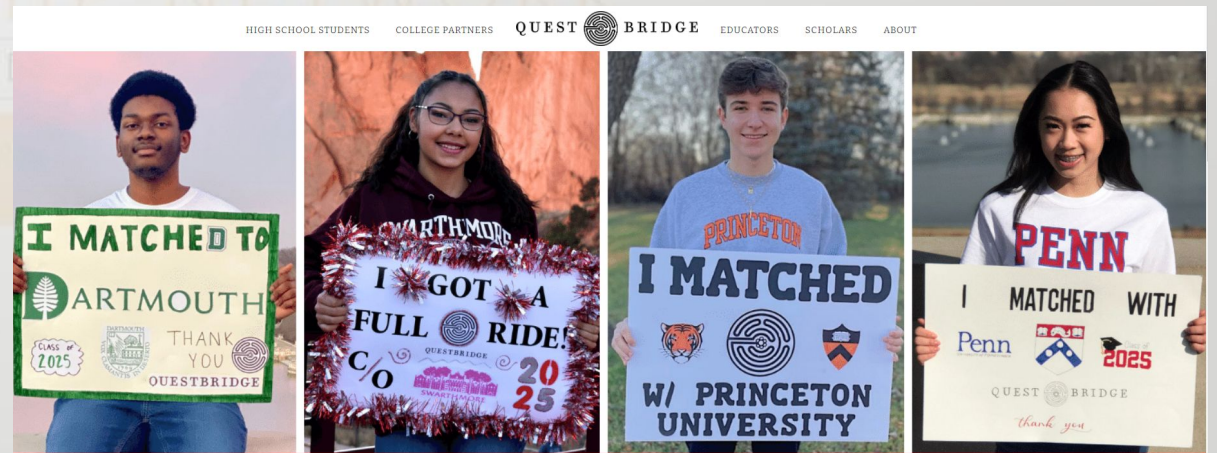 HIGH SCHOOL STUDENTS COLLEGE PARTNERS QUEST BRIDGE EDUCATORS SCHOLARS ABOUT
I MATCHED TO
DARTMOUTH
CLASS of
2025
THANK
YOU
QUESTBRIDGE
SWARTHMORE
I GOT A
FULL RIDE!
QUESTBRIDGE
C/O
SWARTHMORE
2025
PRINCETON
I MATCHED
W/ PRINCETON
UNIVERSITY
PENN
I MATCHED WITH
Penn
Class of
2025
QUEST BRIDGE
thank you